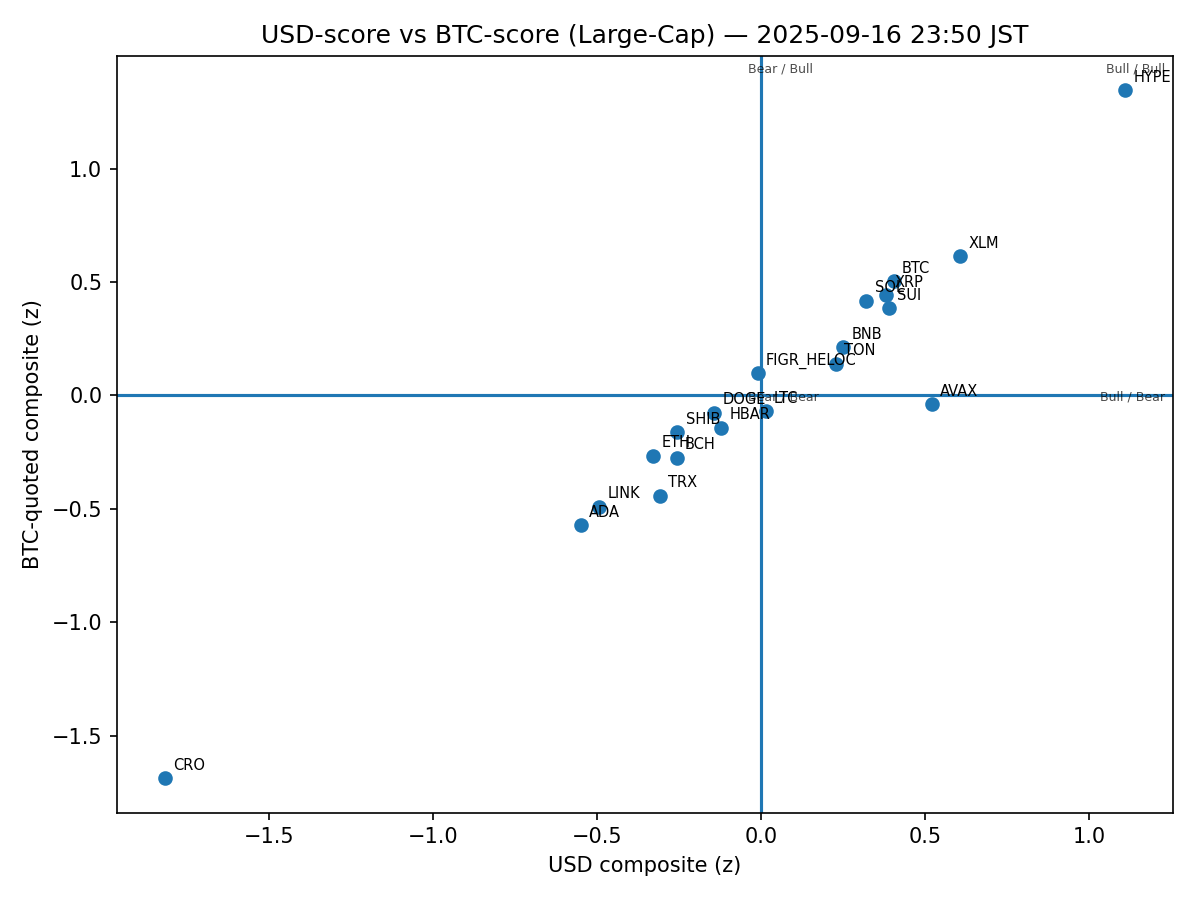 USD-score vs BTC-score (Large-Cap) — 2025-09-16 23:50 JST
Bear / Bull
Bull / Bull
HYPE
1.0
XLM
BTC
0.5
XRP
SOL
SUI
BNB
TON
FIGR_HELOC
0.0
AVAX
Bull / Bear
DOGE
Bear / Bear
LTC
HBAR
SHIB
ETH
BCH
TRX
−0.5
LINK
ADA
−1.0
−1.5
CRO
−1.5
−1.0
−0.5
0.0
0.5
1.0
USD composite (z)
BTC-quoted composite (z)